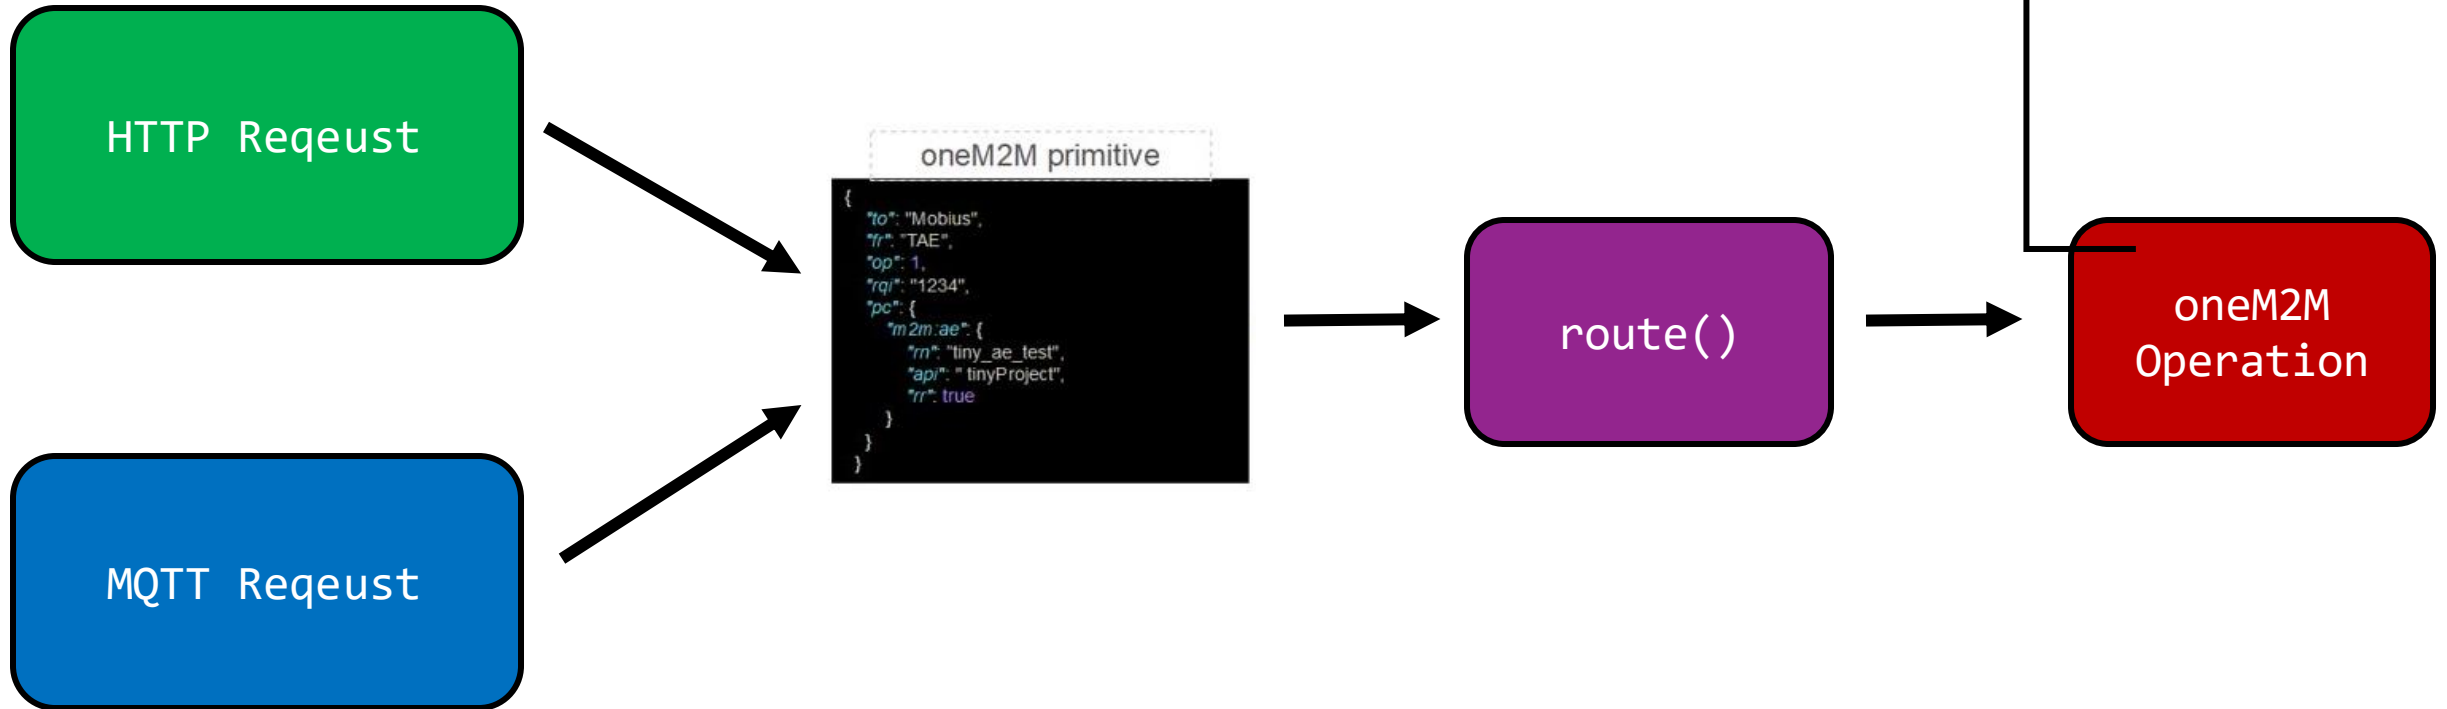 HTTP Reqeust
MQTT Reqeust
oneM2M primitive
{
"to": "Mobius",
"fr": "TAE",
"op": 1,
"rqi": "1234",
"pc": {
"m2m:ae": {
"rn": "tiny_ae_test",
"api": " tinyProject",
"rr": true
}
}
}
route()
oneM2M
Operation